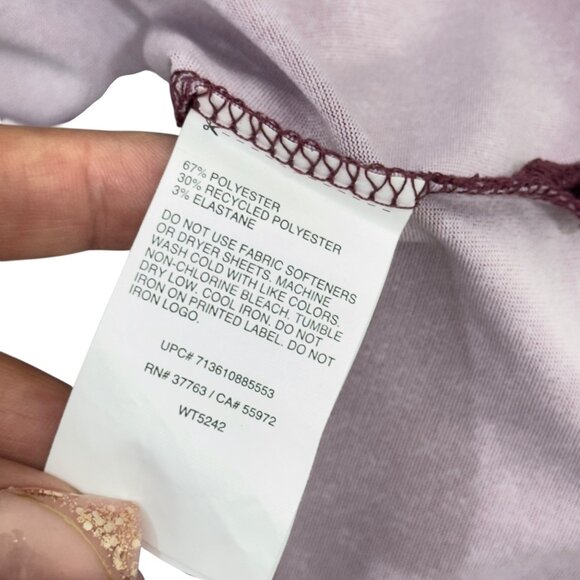 67% POLYESTER
30% RECYCLED POLYESTER
3% ELASTANE
DO NOT USE FABRIC SOFTENERS
OR DRYER SHEETS, MACHINE
WASH COLD WITH LIKE COLORS.
NON-CHLORINE BLEACH. TUMBLE
DRY LOW. COOL IRON. DO NOT
IRON ON PRINTED LABEL. DO NOT
IRON LOGO.
UPC# 713610885553
RN# 37763 / CA# 55972
WT5242